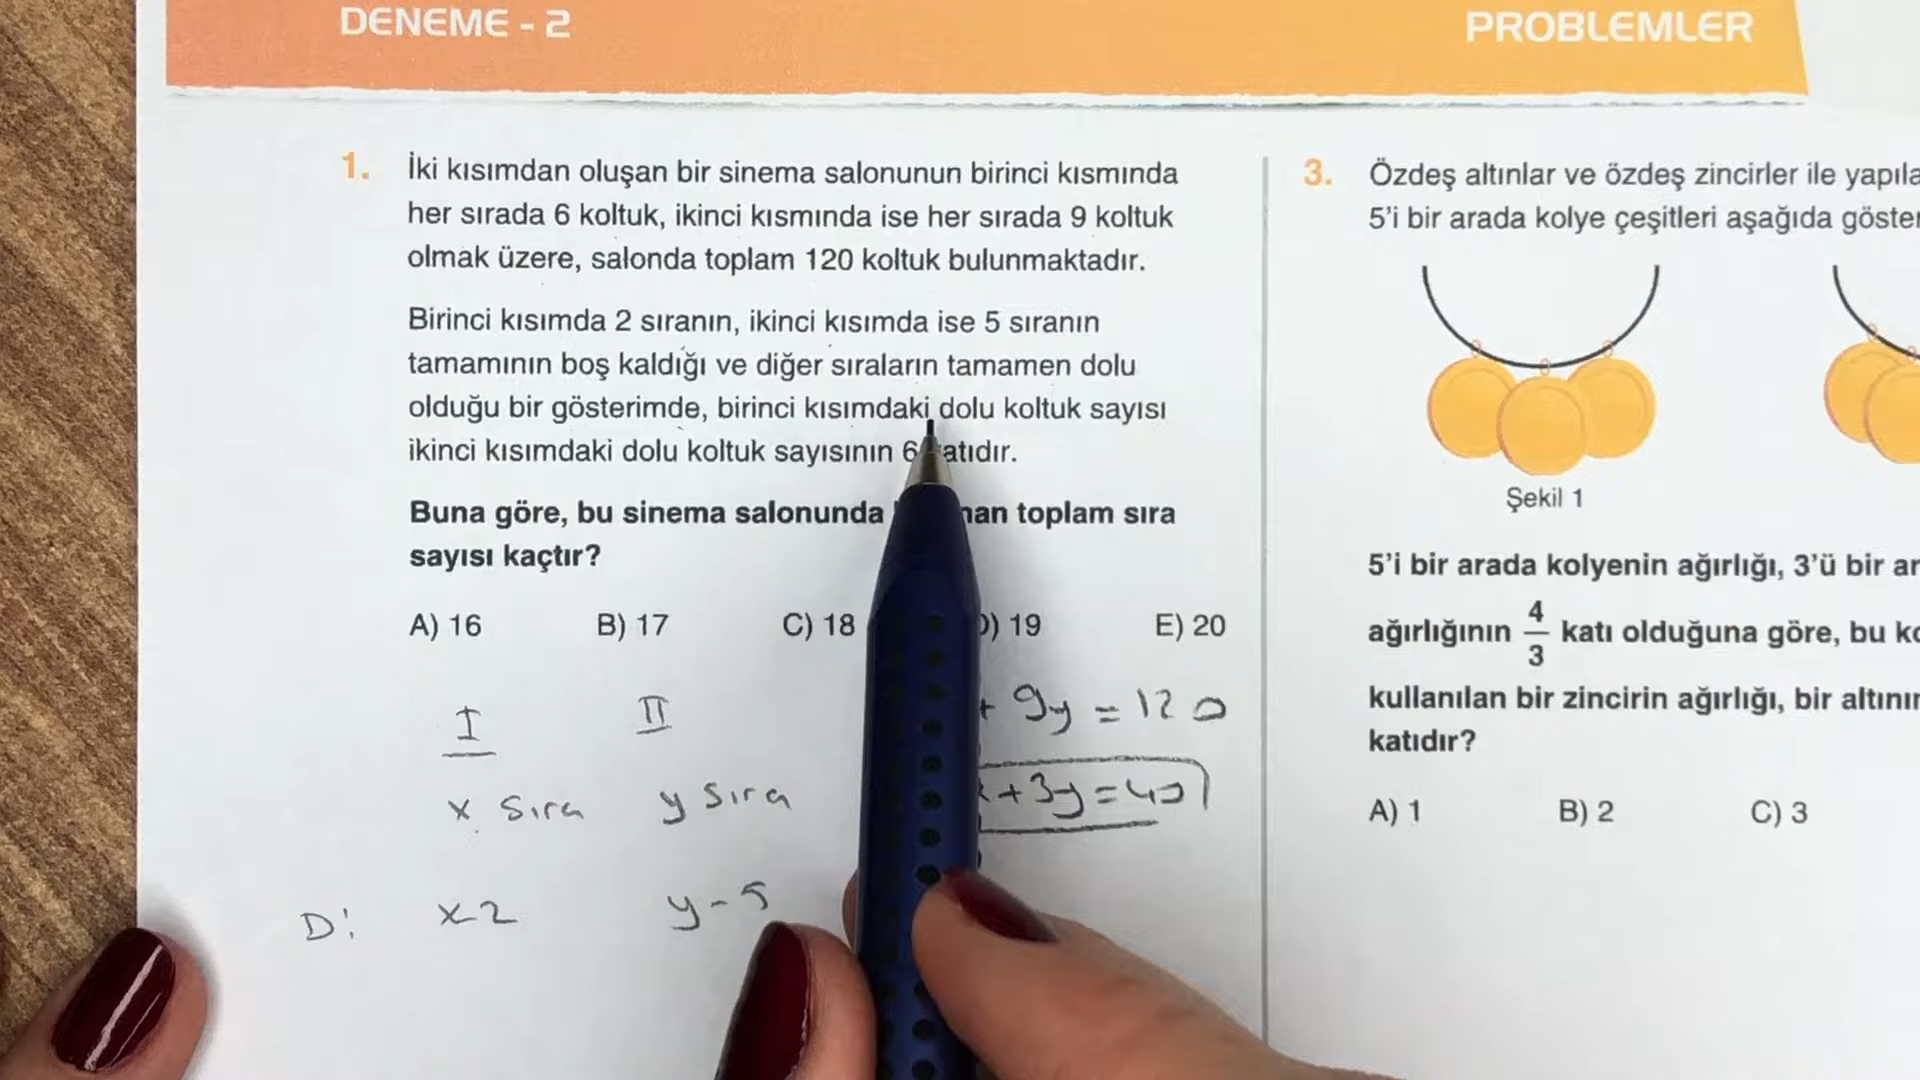 DENEME - 2
PROBLEMLER
1. İki kısımdan oluşan bir sinema salonunun birinci kısmında
her sırada 6 koltuk, ikinci kısmında ise her sırada 9 koltuk
olmak üzere, salonda toplam 120 koltuk bulunmaktadır.
Birinci kısımda 2 sıranın, ikinci kısımda ise 5 sıranın
tamamının boş kaldığı ve diğer sıraların tamamen dolu
olduğu bir gösterimde, birinci kısımdaki dolu koltuk sayısı
ikinci kısımdaki dolu koltuk sayısının 6 atıdır.
Buna göre, bu sinema salonunda toplam sıra
sayısı kaçtır?
A) 16 B) 17 C) 18 D) 19 E) 20
I II
+ 9y = 120
x sıra y sıra
+3y=40
D: x-2 y-5
3. Özdeş altınlar ve özdeş zincirler ile yapıla
5'i bir arada kolye çeşitleri aşağıda göster
Şekil 1
5'i bir arada kolyenin ağırlığı, 3'ü bir ar
ağırlığının 4/3 katı olduğuna göre, bu ko
kullanılan bir zincirin ağırlığı, bir altının
katıdır?
A) 1 B) 2 C) 3